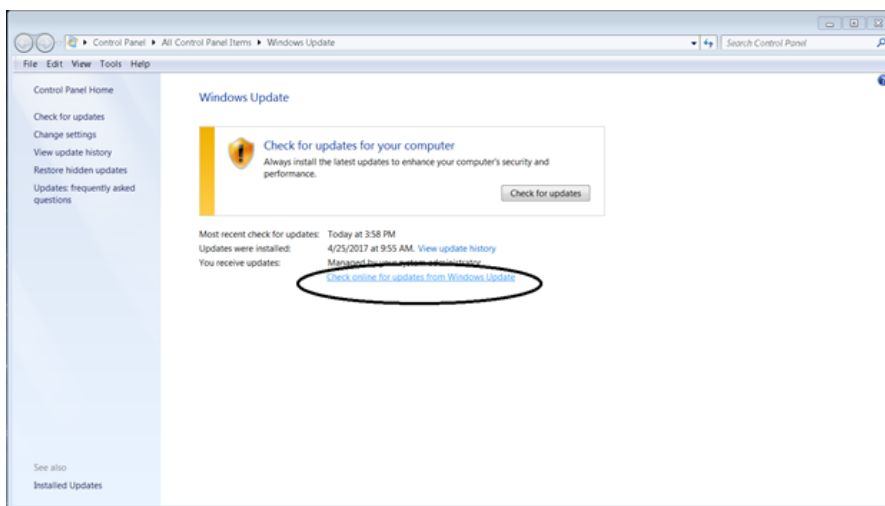 Control Panel ▸ All Control Panel Items ▸ Windows Update
Search Control Panel
File Edit View Tools Help
Control Panel Home
Check for updates
Change settings
View update history
Restore hidden updates
Updates: frequently asked
questions
See also
Installed Updates
Windows Update
Check for updates for your computer
Always install the latest updates to enhance your computer's security and
performance.
Check for updates
Most recent check for updates: Today at 3:58 PM
Updates were installed: 4/25/2017 at 9:55 AM. View update history
You receive updates: Managed by your system administrator
Check online for updates from Windows Update